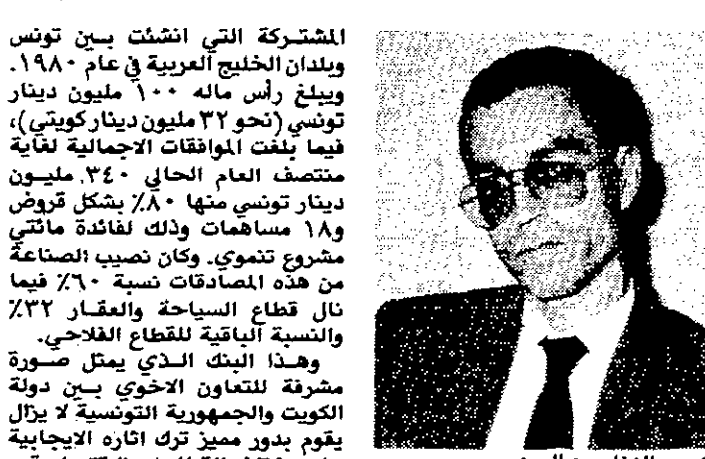 المشتركة التي انشئت بين تونس
وبلدان الخليج العربية في عام ١٩٨٠.
ويبلغ رأس ماله ١٠٠ مليون دينار
تونسي (نحو ٣٢ مليون دينار كويتي)،
فيما بلغت الموافقات الاجمالية لغاية
منتصف العام الحالي ٣٤٠ مليون
دينار تونسي منها ٨٠٪ بشكل قروض
و١٨ مساهمات وذلك لفائدة مائتي
مشروع تنموي. وكان نصيب الصناعة
من هذه المصادقات نسبة ٦٠٪ فيما
نال قطاع السياحة والعقار ٣٢٪
والنسبة الباقية للقطاع الفلاحي.
وهذا البنك الذي يمثل صورة
مشرفة للتعاون الاخوي بين دولة
الكويت والجمهورية التونسية لا يزال
يقوم بدور مميز ترك اثاره الايجابية